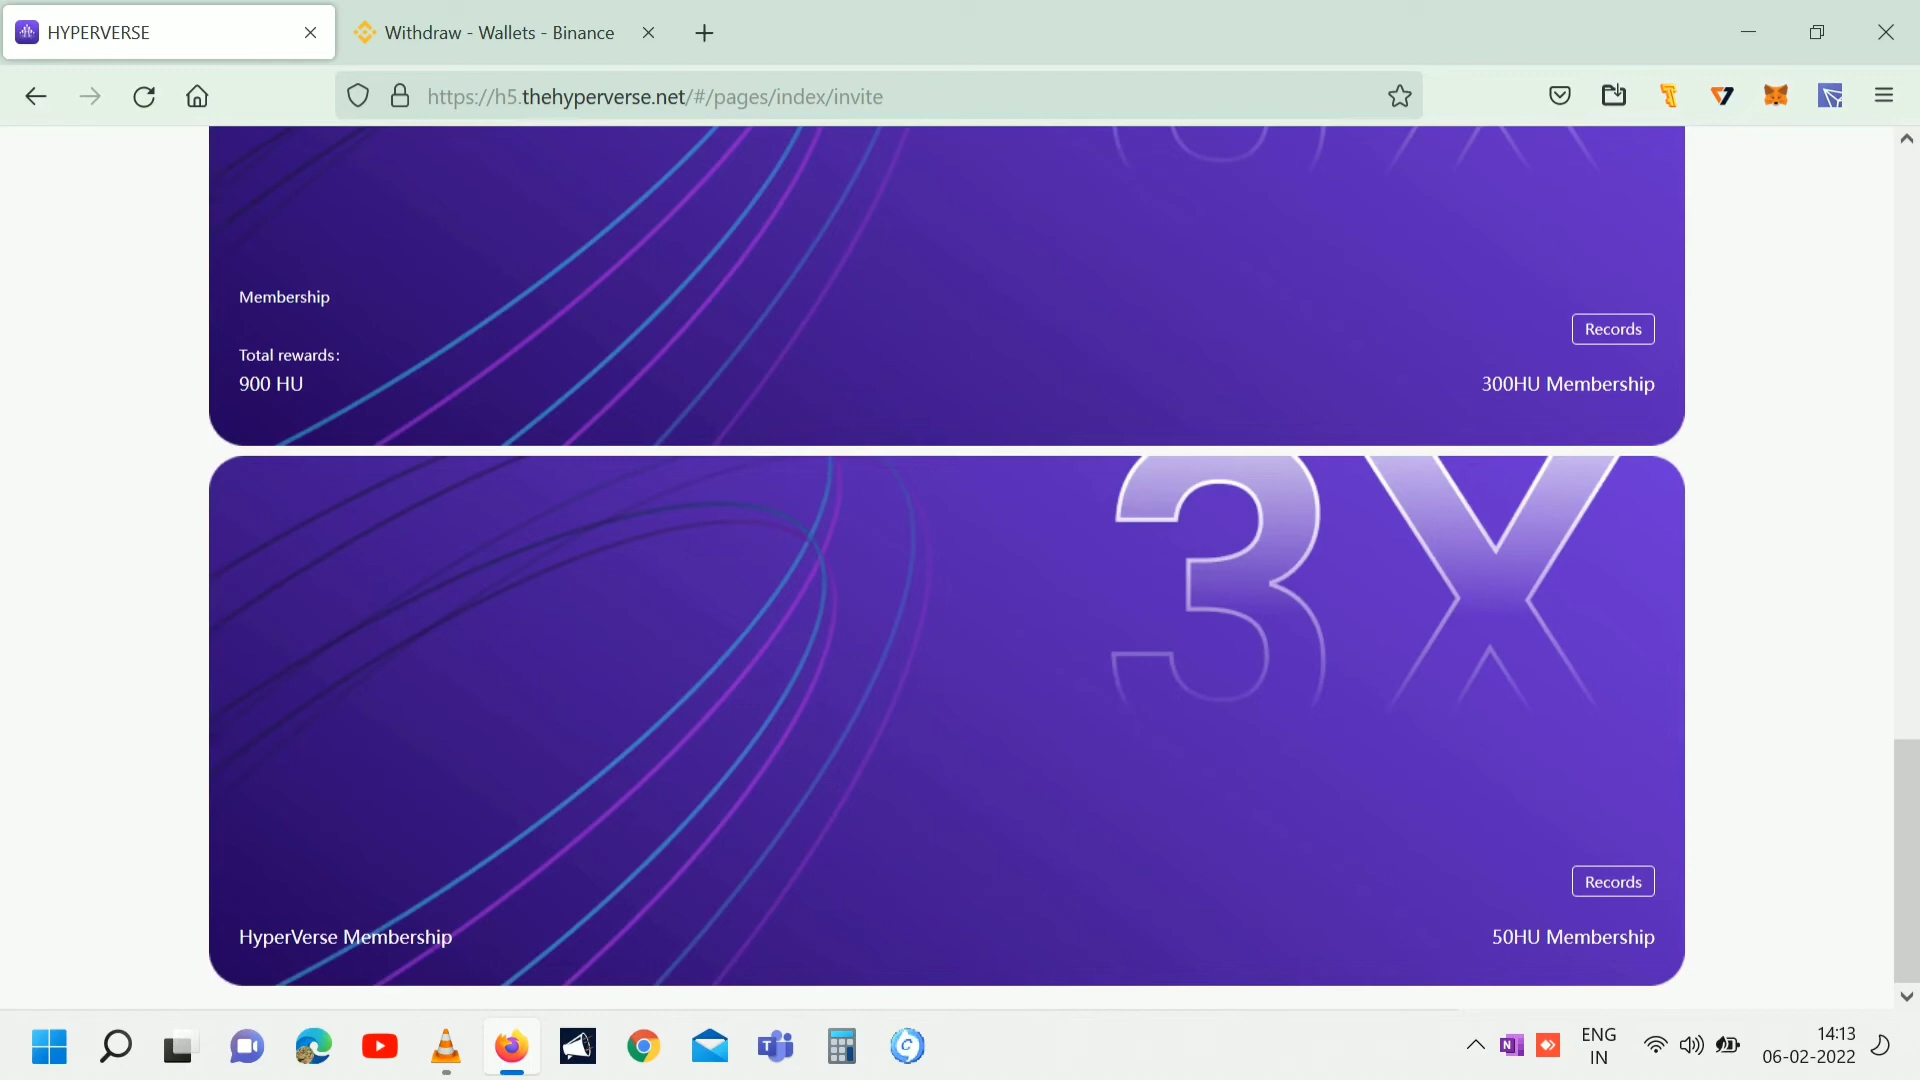 HYPERVERSE
Withdraw - Wallets - Binance
https://h5.thehyperverse.net/#/pages/index/invite
3X
Membership
Records
Total rewards:
900 HU
300HU Membership
3X
Records
HyperVerse Membership
50HU Membership
ENG
IN
14:13
06-02-2022